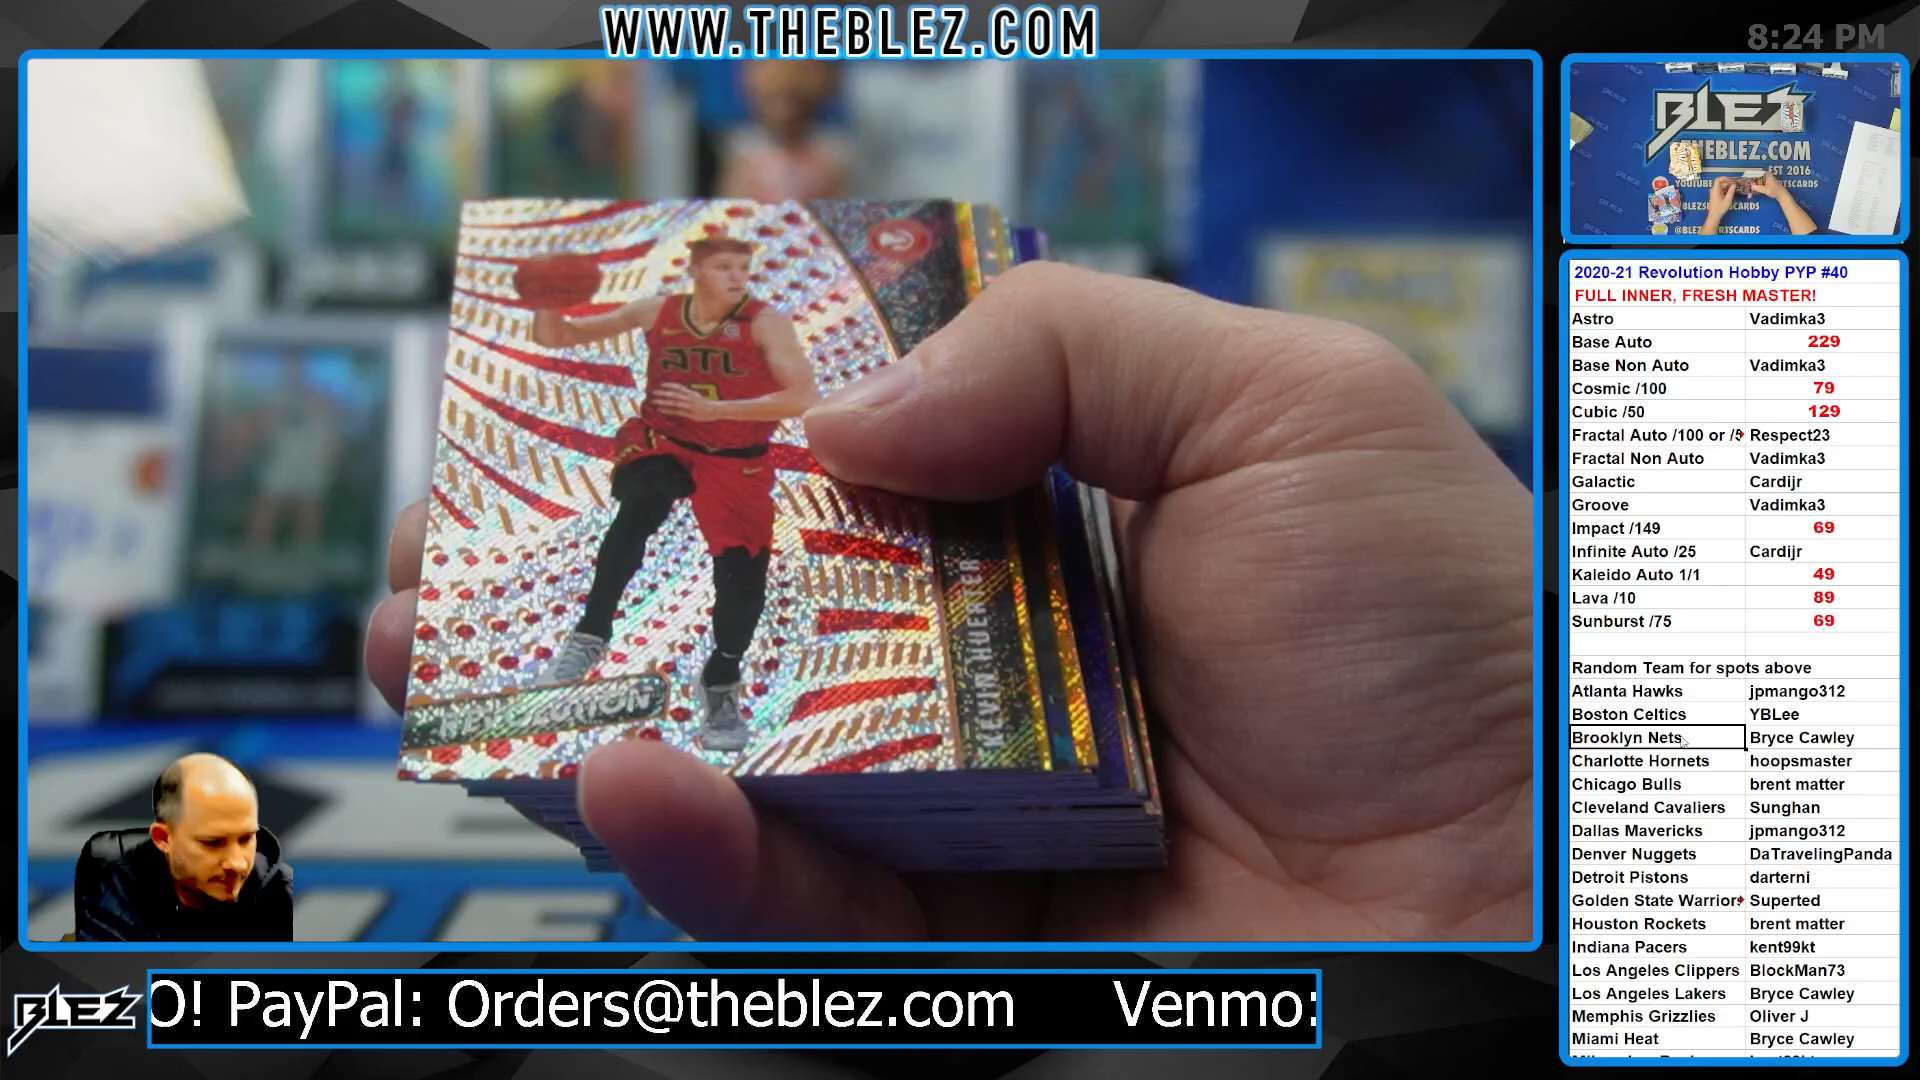 WWW.THEBLEZ.COM
8:24 PM
BLEZ
THEBLEZ.COM
EST 2016
ATL
3
REVOLUTION
KEVIN HUERTER
2020-21 Revolution Hobby PYP #40
FULL INNER, FRESH MASTER!
Astro Vadimka3
Base Auto 229
Base Non Auto Vadimka3
Cosmic /100 79
Cubic /50 129
Fractal Auto /100 or /5 Respect23
Fractal Non Auto Vadimka3
Galactic Cardijr
Groove Vadimka3
Impact /149 69
Infinite Auto /25 Cardijr
Kaleido Auto 1/1 49
Lava /10 89
Sunburst /75 69
Random Team for spots above
Atlanta Hawks jpmango312
Boston Celtics YBLee
Brooklyn Nets Bryce Cawley
Charlotte Hornets hoopsmaster
Chicago Bulls brent matter
Cleveland Cavaliers Sunghan
Dallas Mavericks jpmango312
Denver Nuggets DaTravelingPanda
Detroit Pistons darterni
Golden State Warriors Superted
Houston Rockets brent matter
Indiana Pacers kent99kt
Los Angeles Clippers BlockMan73
Los Angeles Lakers Bryce Cawley
Memphis Grizzlies Oliver J
Miami Heat Bryce Cawley
BLEZ
O! PayPal: Orders@theblez.com Venmo: